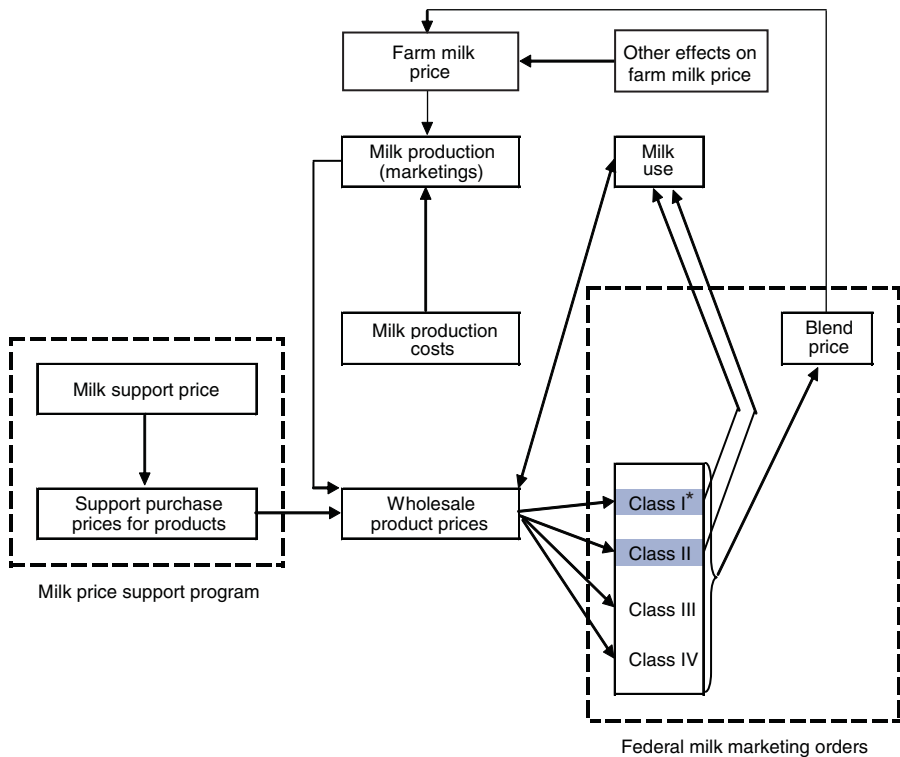 Farm milk
price
Other effects on
farm milk price
Milk production
(marketings)
Milk
use
Milk production
costs
Blend
price
Milk support price
Support purchase
prices for products
Wholesale
product prices
Class I*
Class II
Class III
Class IV
Milk price support program
Federal milk marketing orders